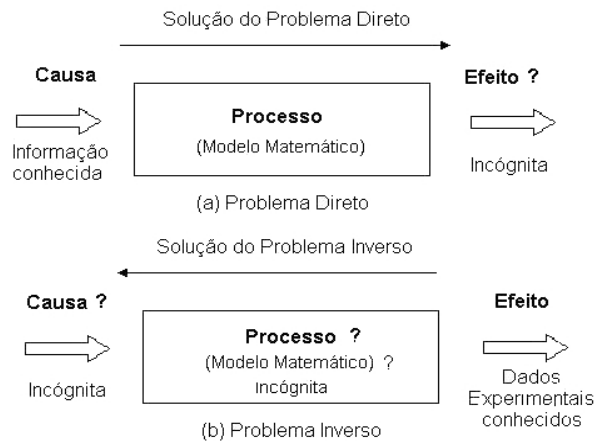 Solução do Problema Direto
Causa
Efeito ?
Processo
(Modelo Matemático)
Informação
conhecida
Incógnita
(a) Problema Direto
Solução do Problema Inverso
Causa ?
Efeito
Processo ?
(Modelo Matemático) ?
Incógnita
Incógnita
Dados
Experimentais
conhecidos
(b) Problema Inverso